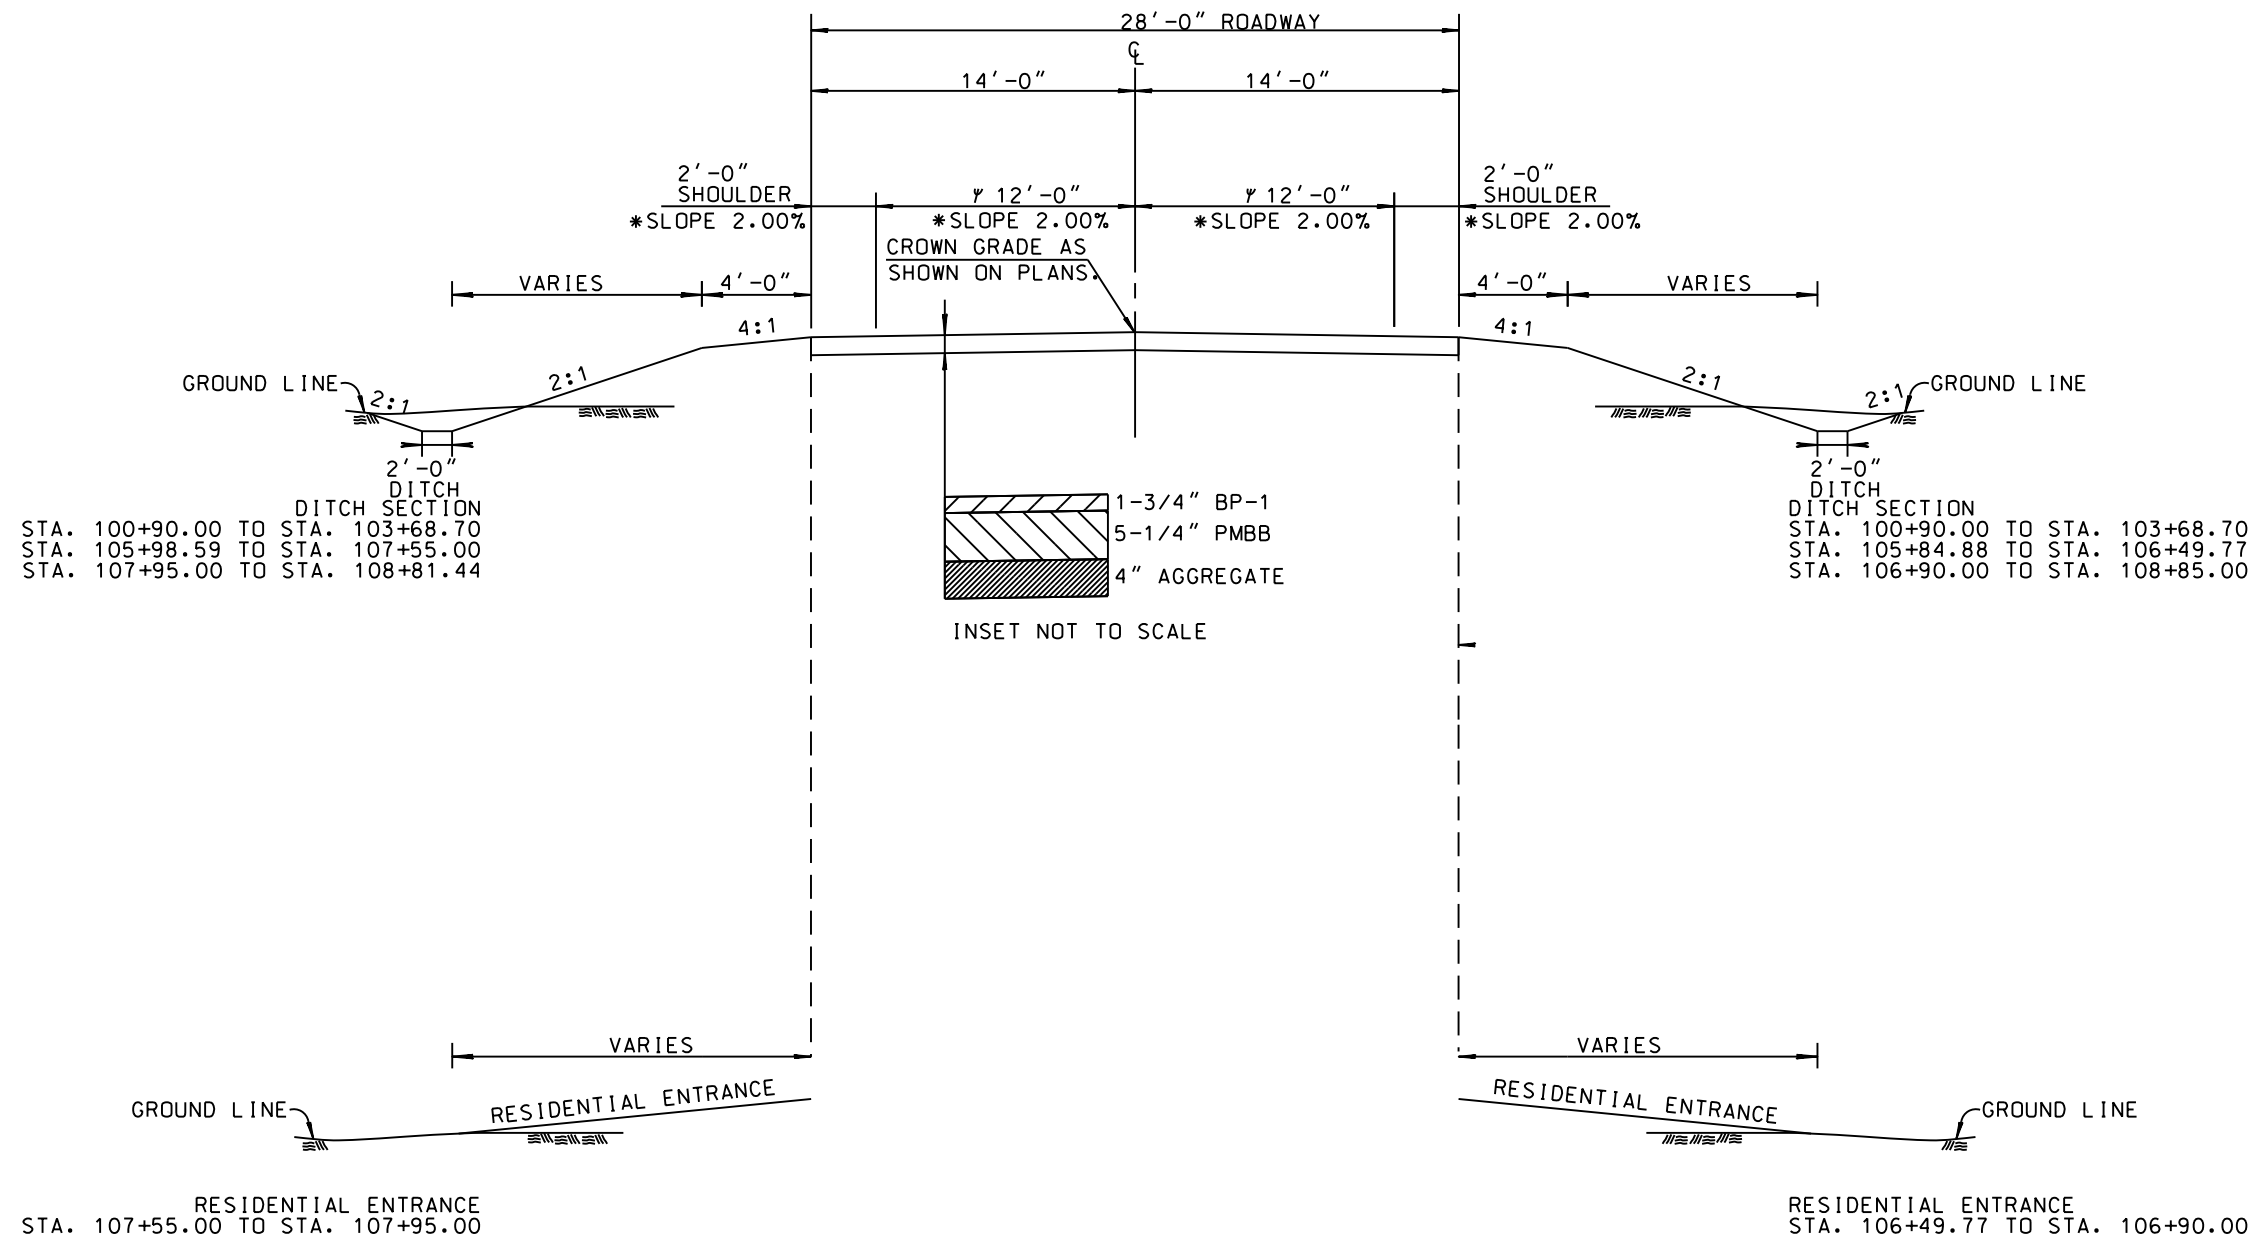 28'-0" ROADWAY
℄
14'-0" 14'-0"
2'-0"
SHOULDER
*SLOPE 2.00%
12'-0"
*SLOPE 2.00%
12'-0"
*SLOPE 2.00%
2'-0"
SHOULDER
*SLOPE 2.00%
CROWN GRADE AS
SHOWN ON PLANS.
VARIES 4'-0" 4'-0" VARIES
4:1 4:1
GROUND LINE 2:1 2:1 2:1 2:1 GROUND LINE
2'-0"
DITCH
DITCH SECTION
STA. 100+90.00 TO STA. 103+68.70
STA. 105+98.59 TO STA. 107+55.00
STA. 107+95.00 TO STA. 108+81.44
1-3/4" BP-1
5-1/4" PMBB
4" AGGREGATE
INSET NOT TO SCALE
2'-0"
DITCH
DITCH SECTION
STA. 100+90.00 TO STA. 103+68.70
STA. 105+84.88 TO STA. 106+49.77
STA. 106+90.00 TO STA. 108+85.00
VARIES VARIES
RESIDENTIAL ENTRANCE RESIDENTIAL ENTRANCE
GROUND LINE GROUND LINE
RESIDENTIAL ENTRANCE
STA. 107+55.00 TO STA. 107+95.00
RESIDENTIAL ENTRANCE
STA. 106+49.77 TO STA. 106+90.00